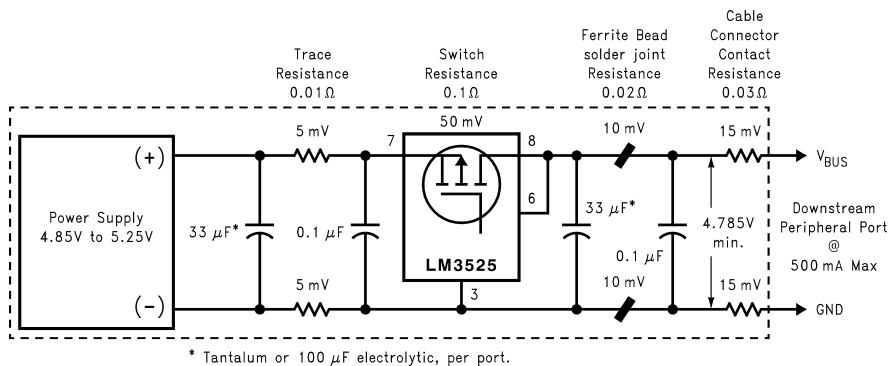 Trace
Resistance
0.01Ω
Switch
Resistance
0.1Ω
Ferrite Bead
solder joint
Resistance
0.02Ω
Cable
Connector
Contact
Resistance
0.03Ω
5 mV
7
50 mV
8
6
10 mV
15 mV
(+)
VBUS
Power Supply
4.85V to 5.25V
33 μF*
0.1 μF
LM3525
33 μF*
0.1 μF
4.785V
min.
Downstream
Peripheral Port
@
500 mA Max
(-)
5 mV
3
10 mV
15 mV
GND
* Tantalum or 100 μF electrolytic, per port.